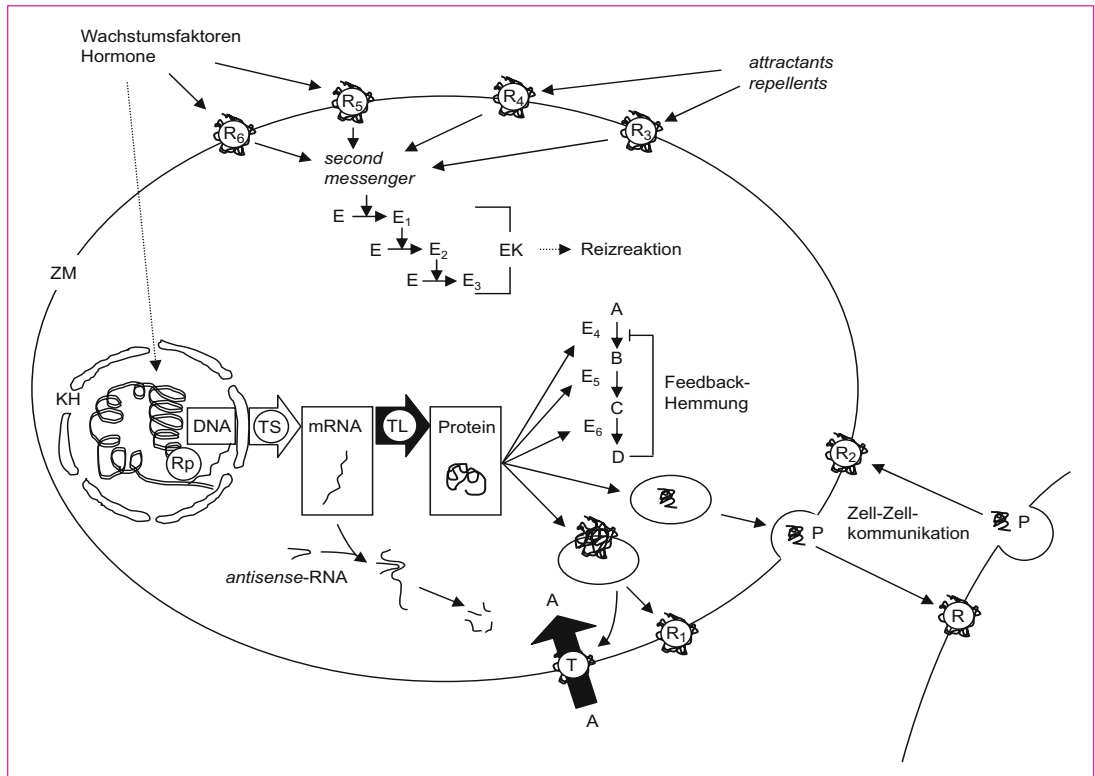 Wachstumsfaktoren
Hormone
attractants
repellents
R₅
R₄
R₆
R₃
second
messenger
E E₁
E E₂ EK Reizreaktion
E E₃
ZM
A
E₄
B
E₅
Feedback-
Hemmung
C
E₆
D
KH
DNA TS mRNA TL Protein
Rp
R₂
P Zell-Zell-
kommunikation P
antisense-RNA
A
R₁
R
T
A